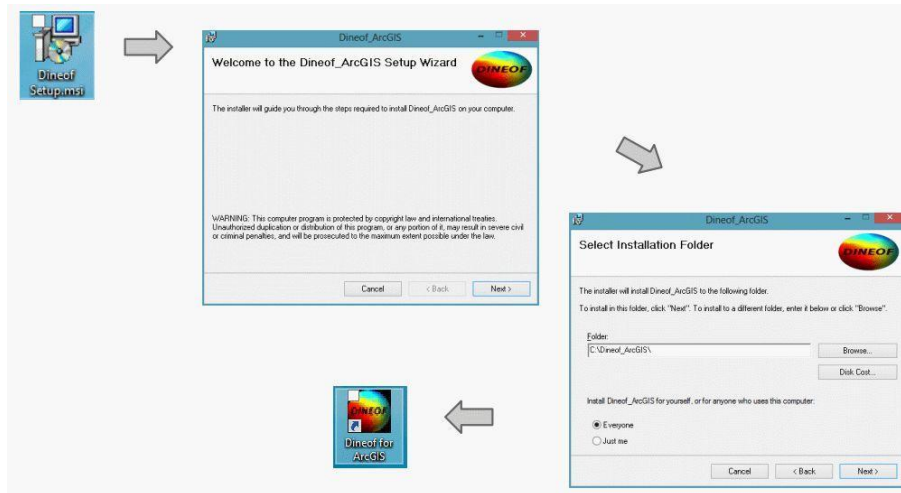 Dineof
Setup.msi
Dineof_ArcGIS
Welcome to the Dineof_ArcGIS Setup Wizard
DINEOF
The installer will guide you through the steps required to install Dineof_ArcGIS on your computer.
WARNING: This computer program is protected by copyright law and international treaties.
Unauthorized duplication or distribution of this program, or any portion of it, may result in severe civil
or criminal penalties, and will be prosecuted to the maximum extent possible under the law.
Cancel
< Back
Next >
Dineof_ArcGIS
Select Installation Folder
DINEOF
The installer will install Dineof_ArcGIS to the following folder.
To install in this folder, click "Next". To install to a different folder, enter it below or click "Browse".
Folder:
C:\Dineof_ArcGIS\
Browse...
Disk Cost...
Install Dineof_ArcGIS for yourself, or for anyone who uses this computer:
Everyone
Just me
Cancel
< Back
Next >
DINEOF
Dineof for
ArcGIS